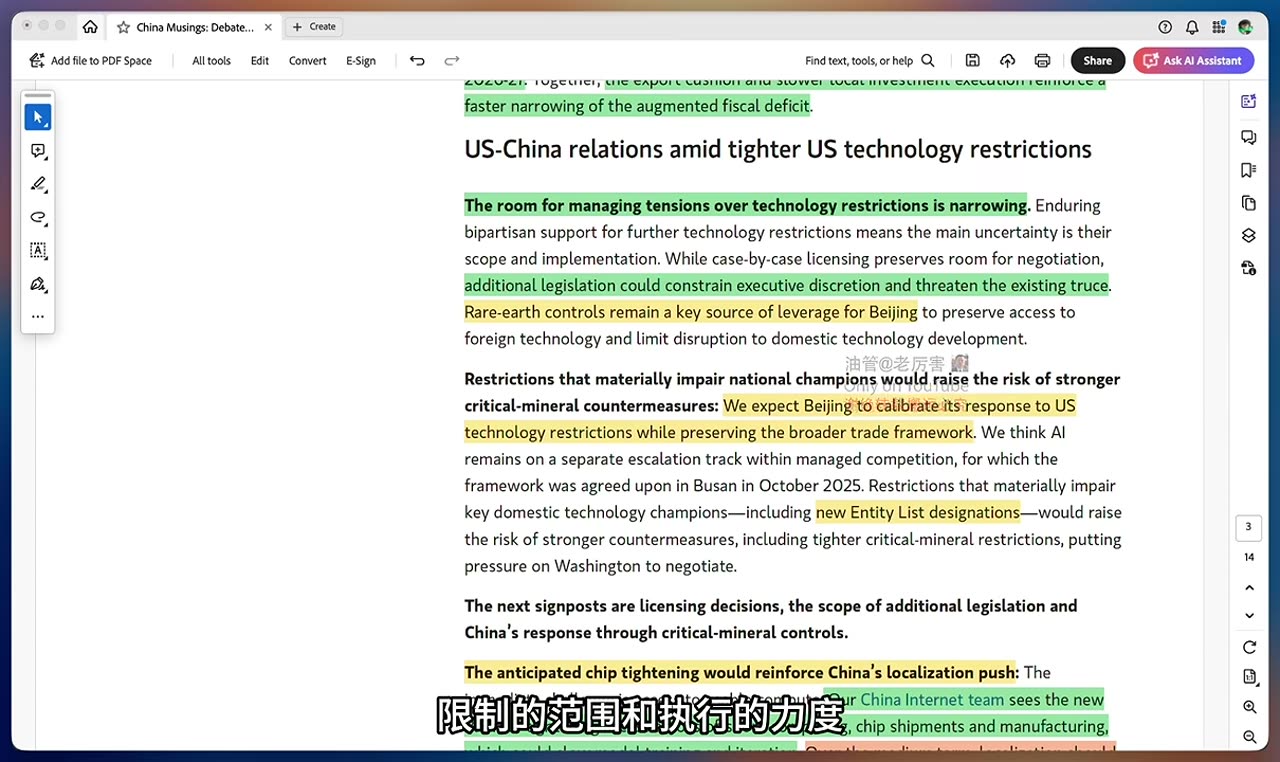 China Musings: Debate...
+ Create
Add file to PDF Space
All tools
Edit
Convert
E-Sign
Find text, tools, or help
Share
Ask AI Assistant
2026-27. Together, the export cushion and slower local investment execution reinforce a
faster narrowing of the augmented fiscal deficit.
US-China relations amid tighter US technology restrictions
The room for managing tensions over technology restrictions is narrowing. Enduring
bipartisan support for further technology restrictions means the main uncertainty is their
scope and implementation. While case-by-case licensing preserves room for negotiation,
additional legislation could constrain executive discretion and threaten the existing truce.
Rare-earth controls remain a key source of leverage for Beijing to preserve access to
foreign technology and limit disruption to domestic technology development.
油管@老厉害
Only on YouTube
Restrictions that materially impair national champions would raise the risk of stronger
critical-mineral countermeasures: We expect Beijing to calibrate its response to US
technology restrictions while preserving the broader trade framework. We think AI
remains on a separate escalation track within managed competition, for which the
framework was agreed upon in Busan in October 2025. Restrictions that materially impair
key domestic technology champions—including new Entity List designations—would raise
the risk of stronger countermeasures, including tighter critical-mineral restrictions, putting
pressure on Washington to negotiate.
The next signposts are licensing decisions, the scope of additional legislation and
China's response through critical-mineral controls.
The anticipated chip tightening would reinforce China's localization push: The
Our China Internet team sees the new
, chip shipments and manufacturing,
限制的范围和执行的力度
3
14